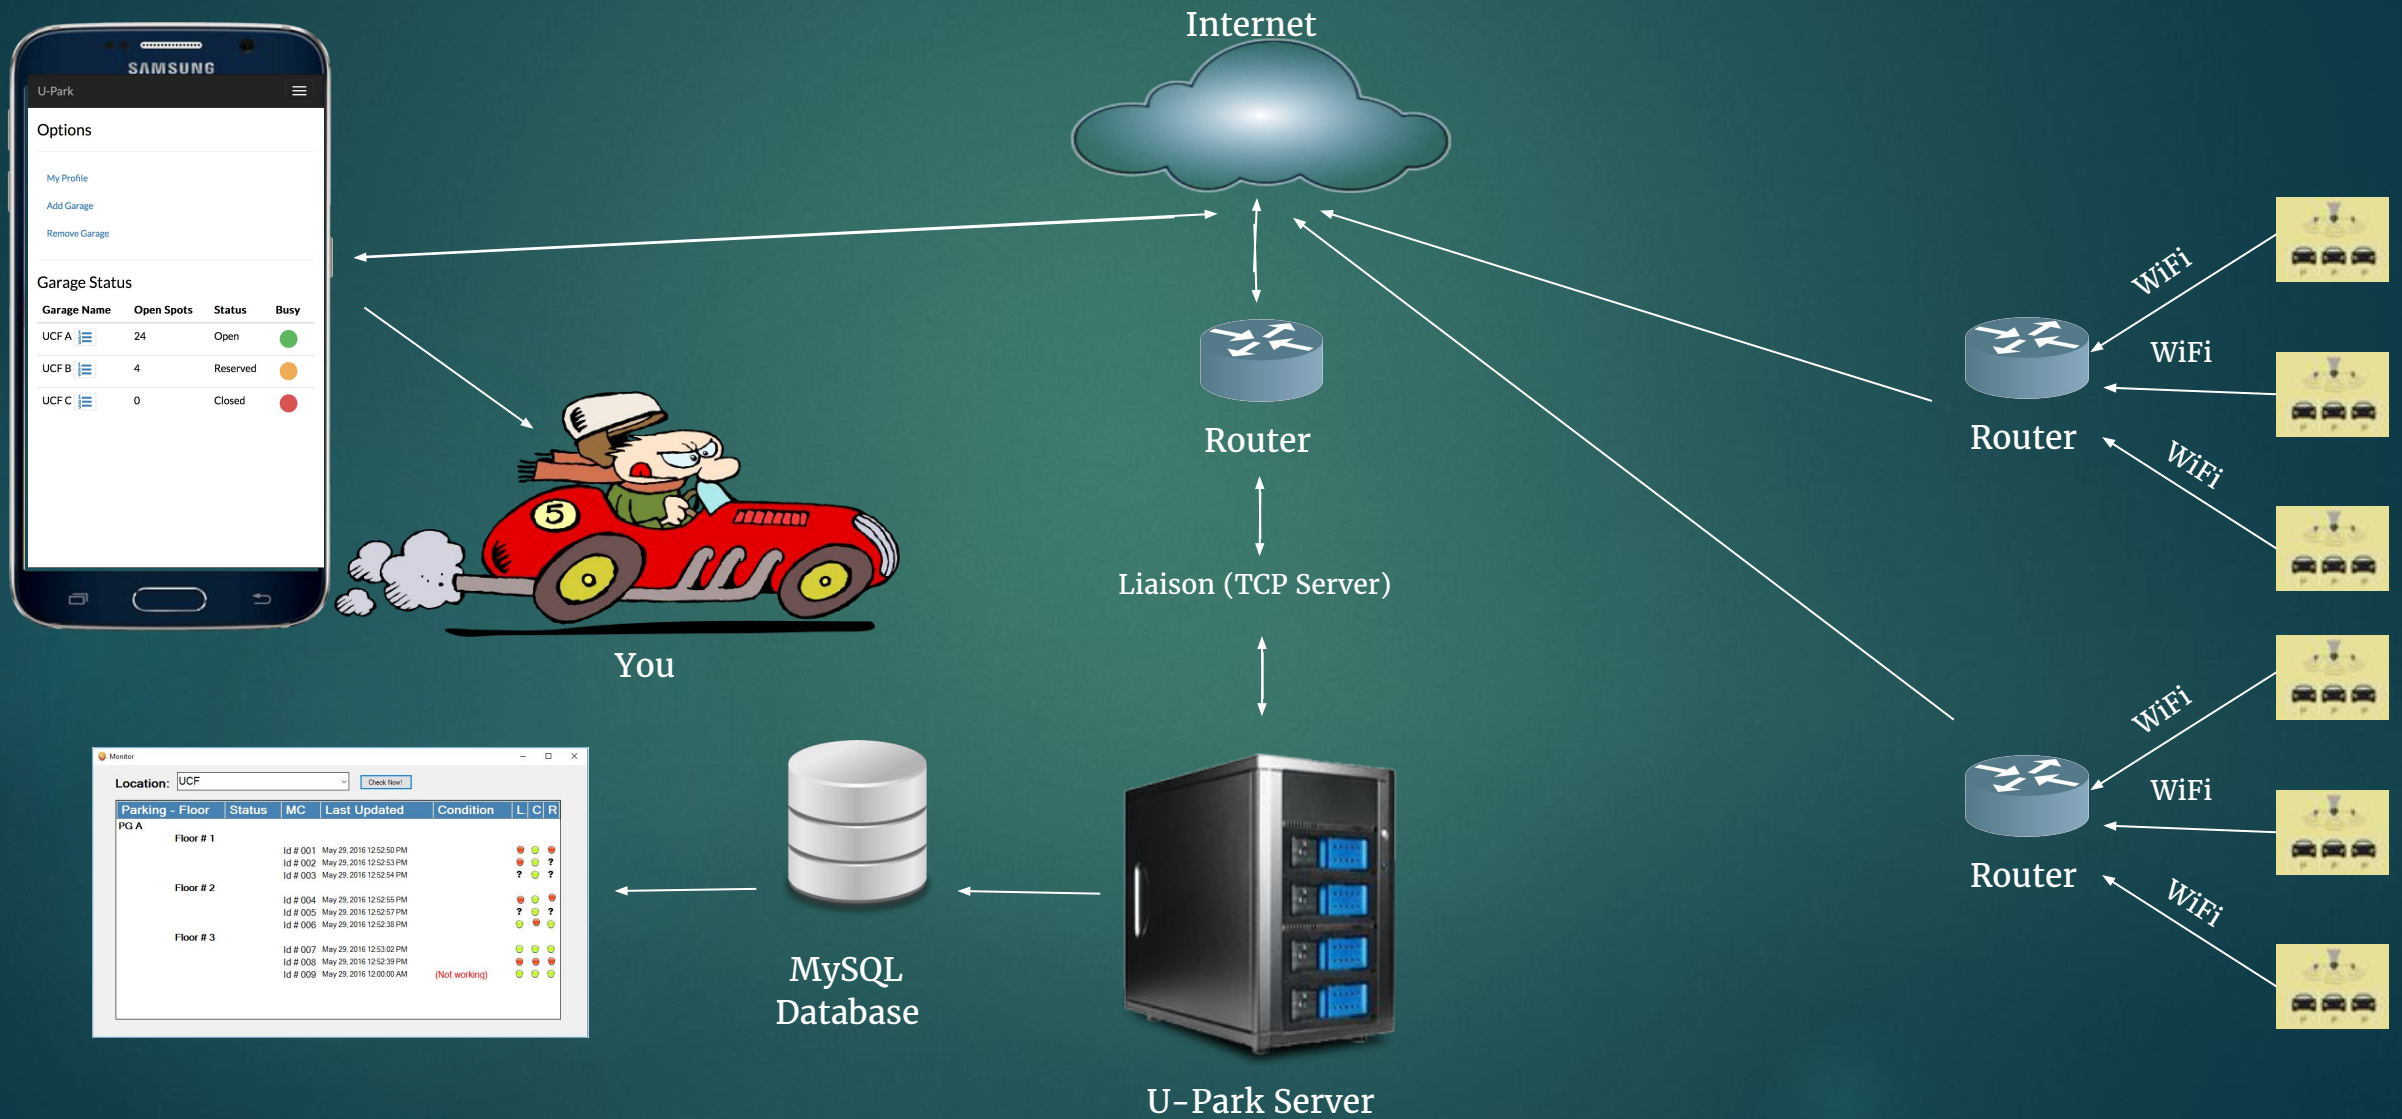 Internet
SAMSUNG
U-Park
Options
My Profile
Add Garage
Remove Garage
Garage Status
Garage Name Open Spots Status Busy
UCF A 24 Open
UCF B 4 Reserved
UCF C 0 Closed
5
You
Router
Liaison (TCP Server)
WiFi
WiFi
WiFi
Router
WiFi
WiFi
WiFi
Router
Monitor
Location: UCF Check Now!
Parking - Floor Status MC Last Updated Condition L C R
PG A
Floor # 1
Id # 001 May 29, 2016 12:52:50 PM
Id # 002 May 29, 2016 12:52:53 PM ?
Id # 003 May 29, 2016 12:52:54 PM ? ?
Floor # 2
Id # 004 May 29, 2016 12:52:55 PM
Id # 005 May 29, 2016 12:52:57 PM ? ?
Id # 006 May 29, 2016 12:52:38 PM
Floor # 3
Id # 007 May 29, 2016 12:53:02 PM
Id # 008 May 29, 2016 12:52:39 PM
Id # 009 May 29, 2016 12:00:00 AM (Not working)
MySQL
Database
U-Park Server